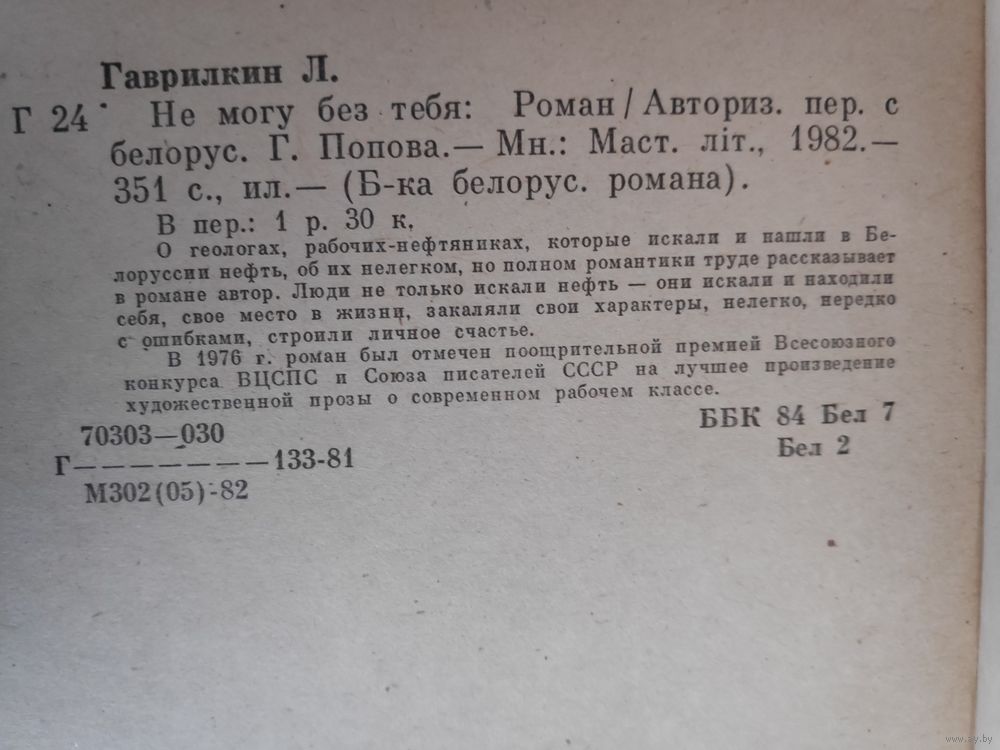 Гаврилкин Л.
Г 24 Не могу без тебя: Роман / Авториз. пер. с
белорус. Г. Попова.— Мн.: Маст. літ., 1982.—
351 с., ил.— (Б-ка белорус. романа).
В пер.: 1 р. 30 к.
О геологах, рабочих-нефтяниках, которые искали и нашли в Бе-
лоруссии нефть, об их нелегком, но полном романтики труде рассказывает
в романе автор. Люди не только искали нефть — они искали и находили
себя, свое место в жизни, закаляли свои характеры, нелегко, нередко
с ошибками, строили личное счастье.
В 1976 г. роман был отмечен поощрительной премией Всесоюзного
конкурса ВЦСПС и Союза писателей СССР на лучшее произведение
художественной прозы о современном рабочем классе.
70303—030
Г———————133-81
М302(05)-82
ББК 84 Бел 7
Бел 2
www.ay.by